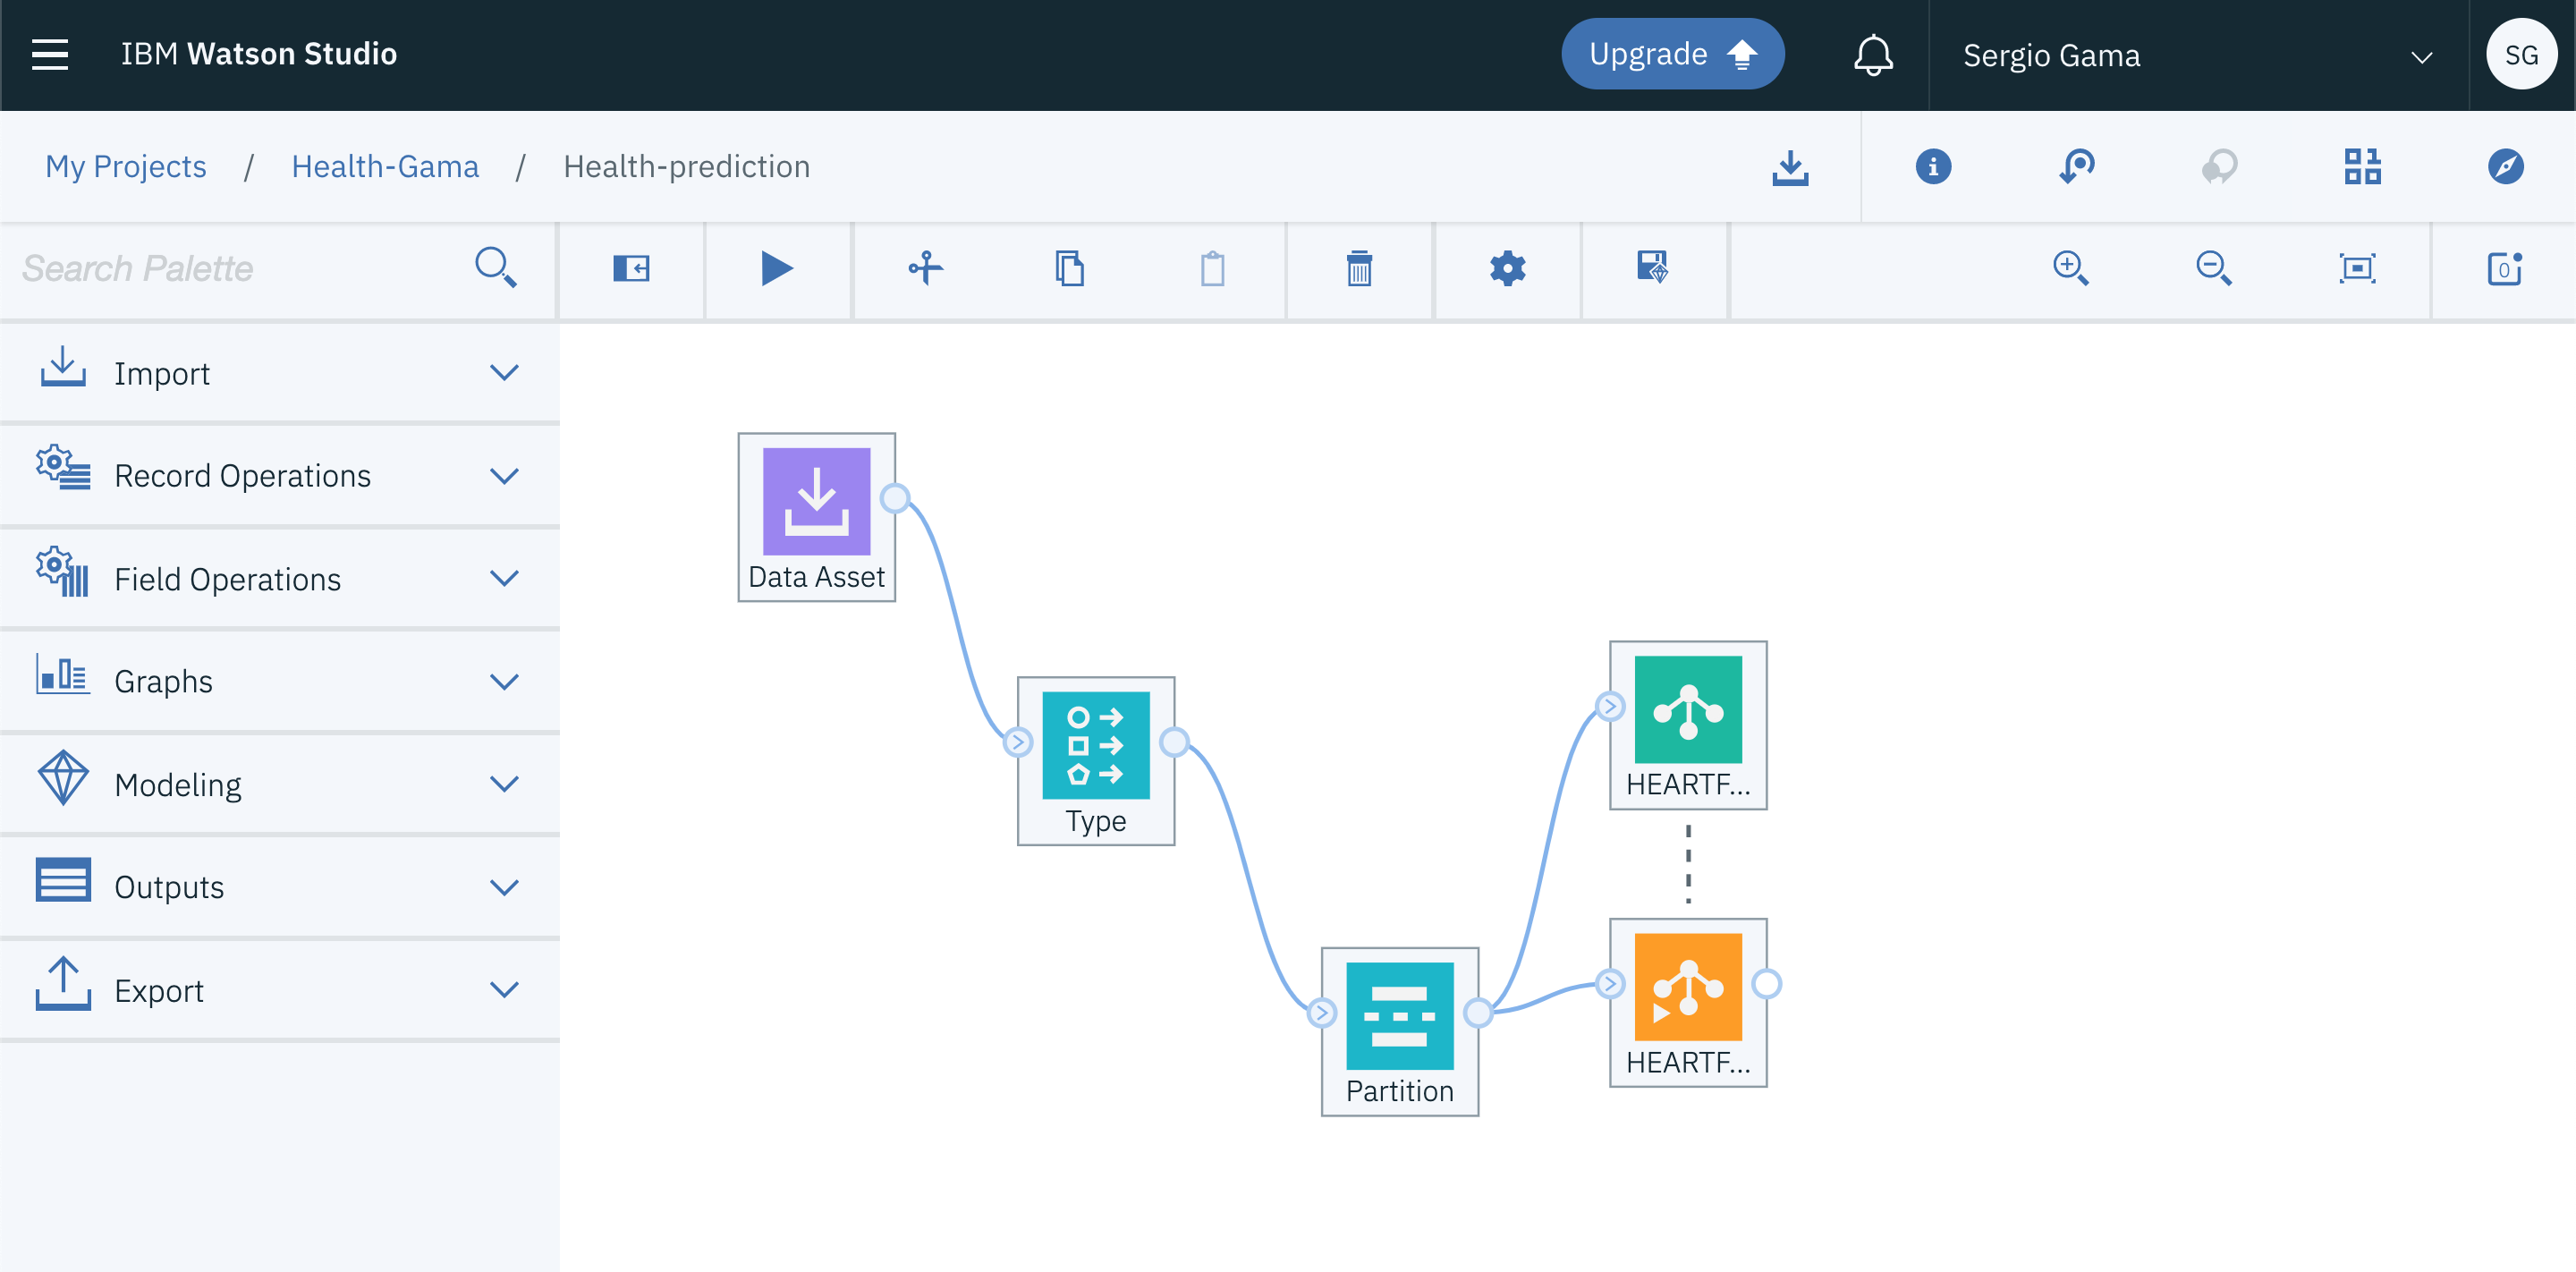 IBM Watson Studio
Upgrade
Sergio Gama
SG
My Projects / Health-Gama / Health-prediction
Search Palette
Import
Record Operations
Field Operations
Graphs
Modeling
Outputs
Export
Data Asset
Type
Partition
HEARTF...
HEARTF...
0